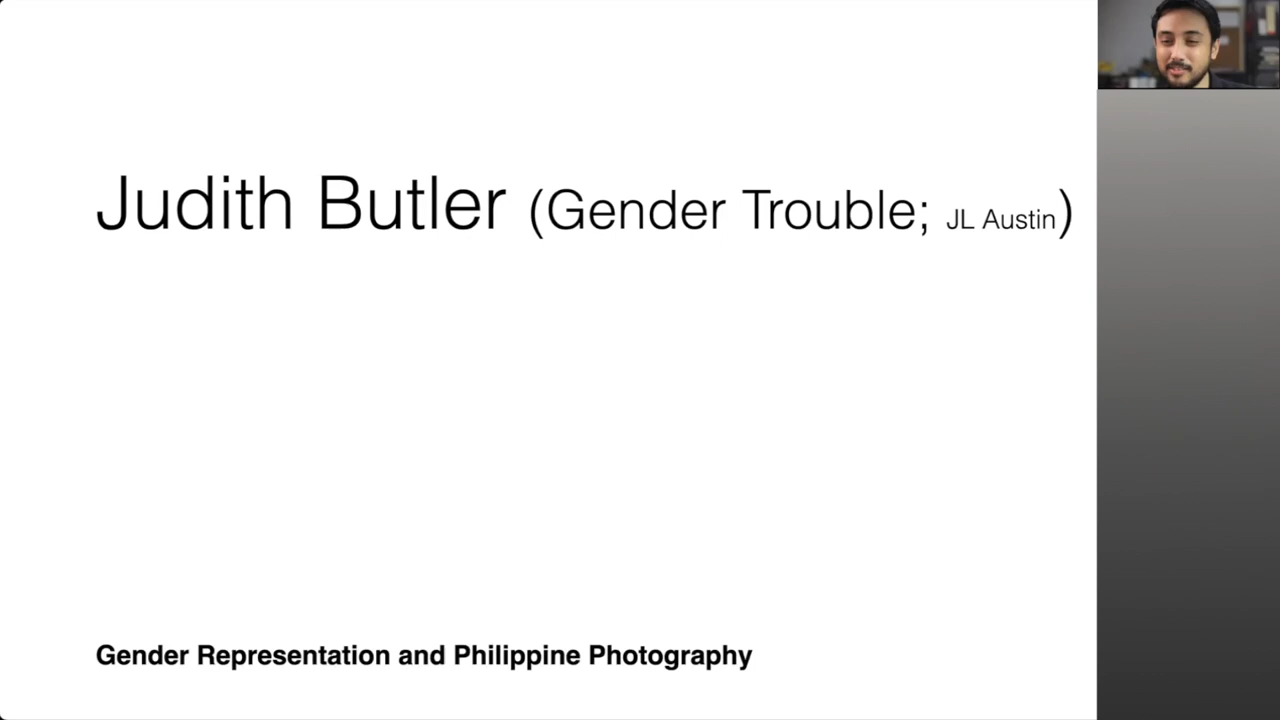 Judith Butler (Gender Trouble; JL Austin)
Gender Representation and Philippine Photography